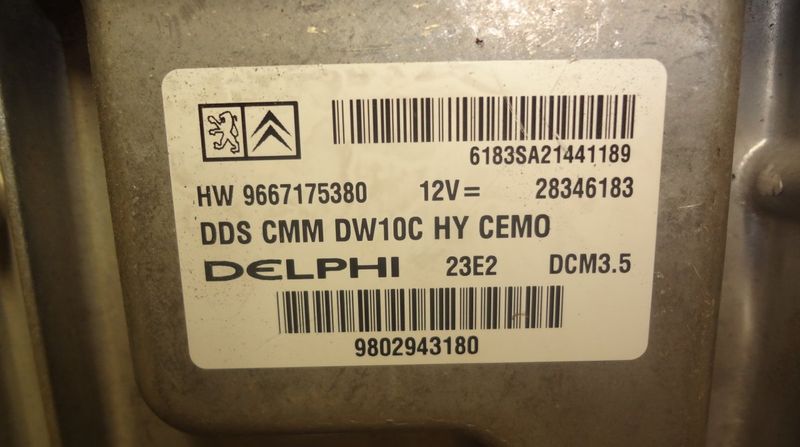 6183SA21441189
HW 9667175380 12V= 28346183
DDS CMM DW10C HY CEMO
DELPHI 23E2 DCM3.5
9802943180